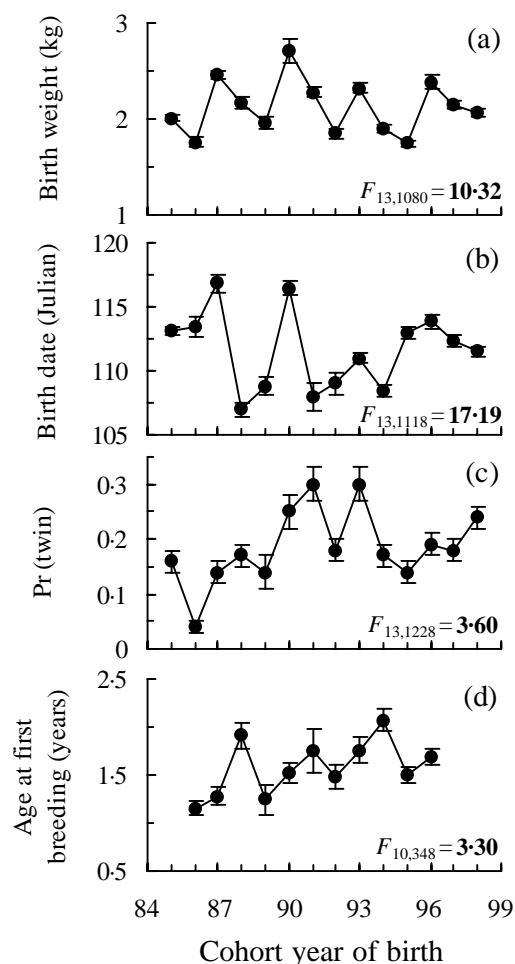 3
2
1
Birth weight (kg)
(a)
F13,1080 = 10·32
120
115
110
105
Birth date (Julian)
(b)
F13,1118 = 17·19
0·3
0·2
0·1
0
Pr (twin)
(c)
F13,1228 = 3·60
2·5
1·5
0·5
Age at first
breeding (years)
(d)
F10,348 = 3·30
84 87 90 93 96 99
Cohort year of birth